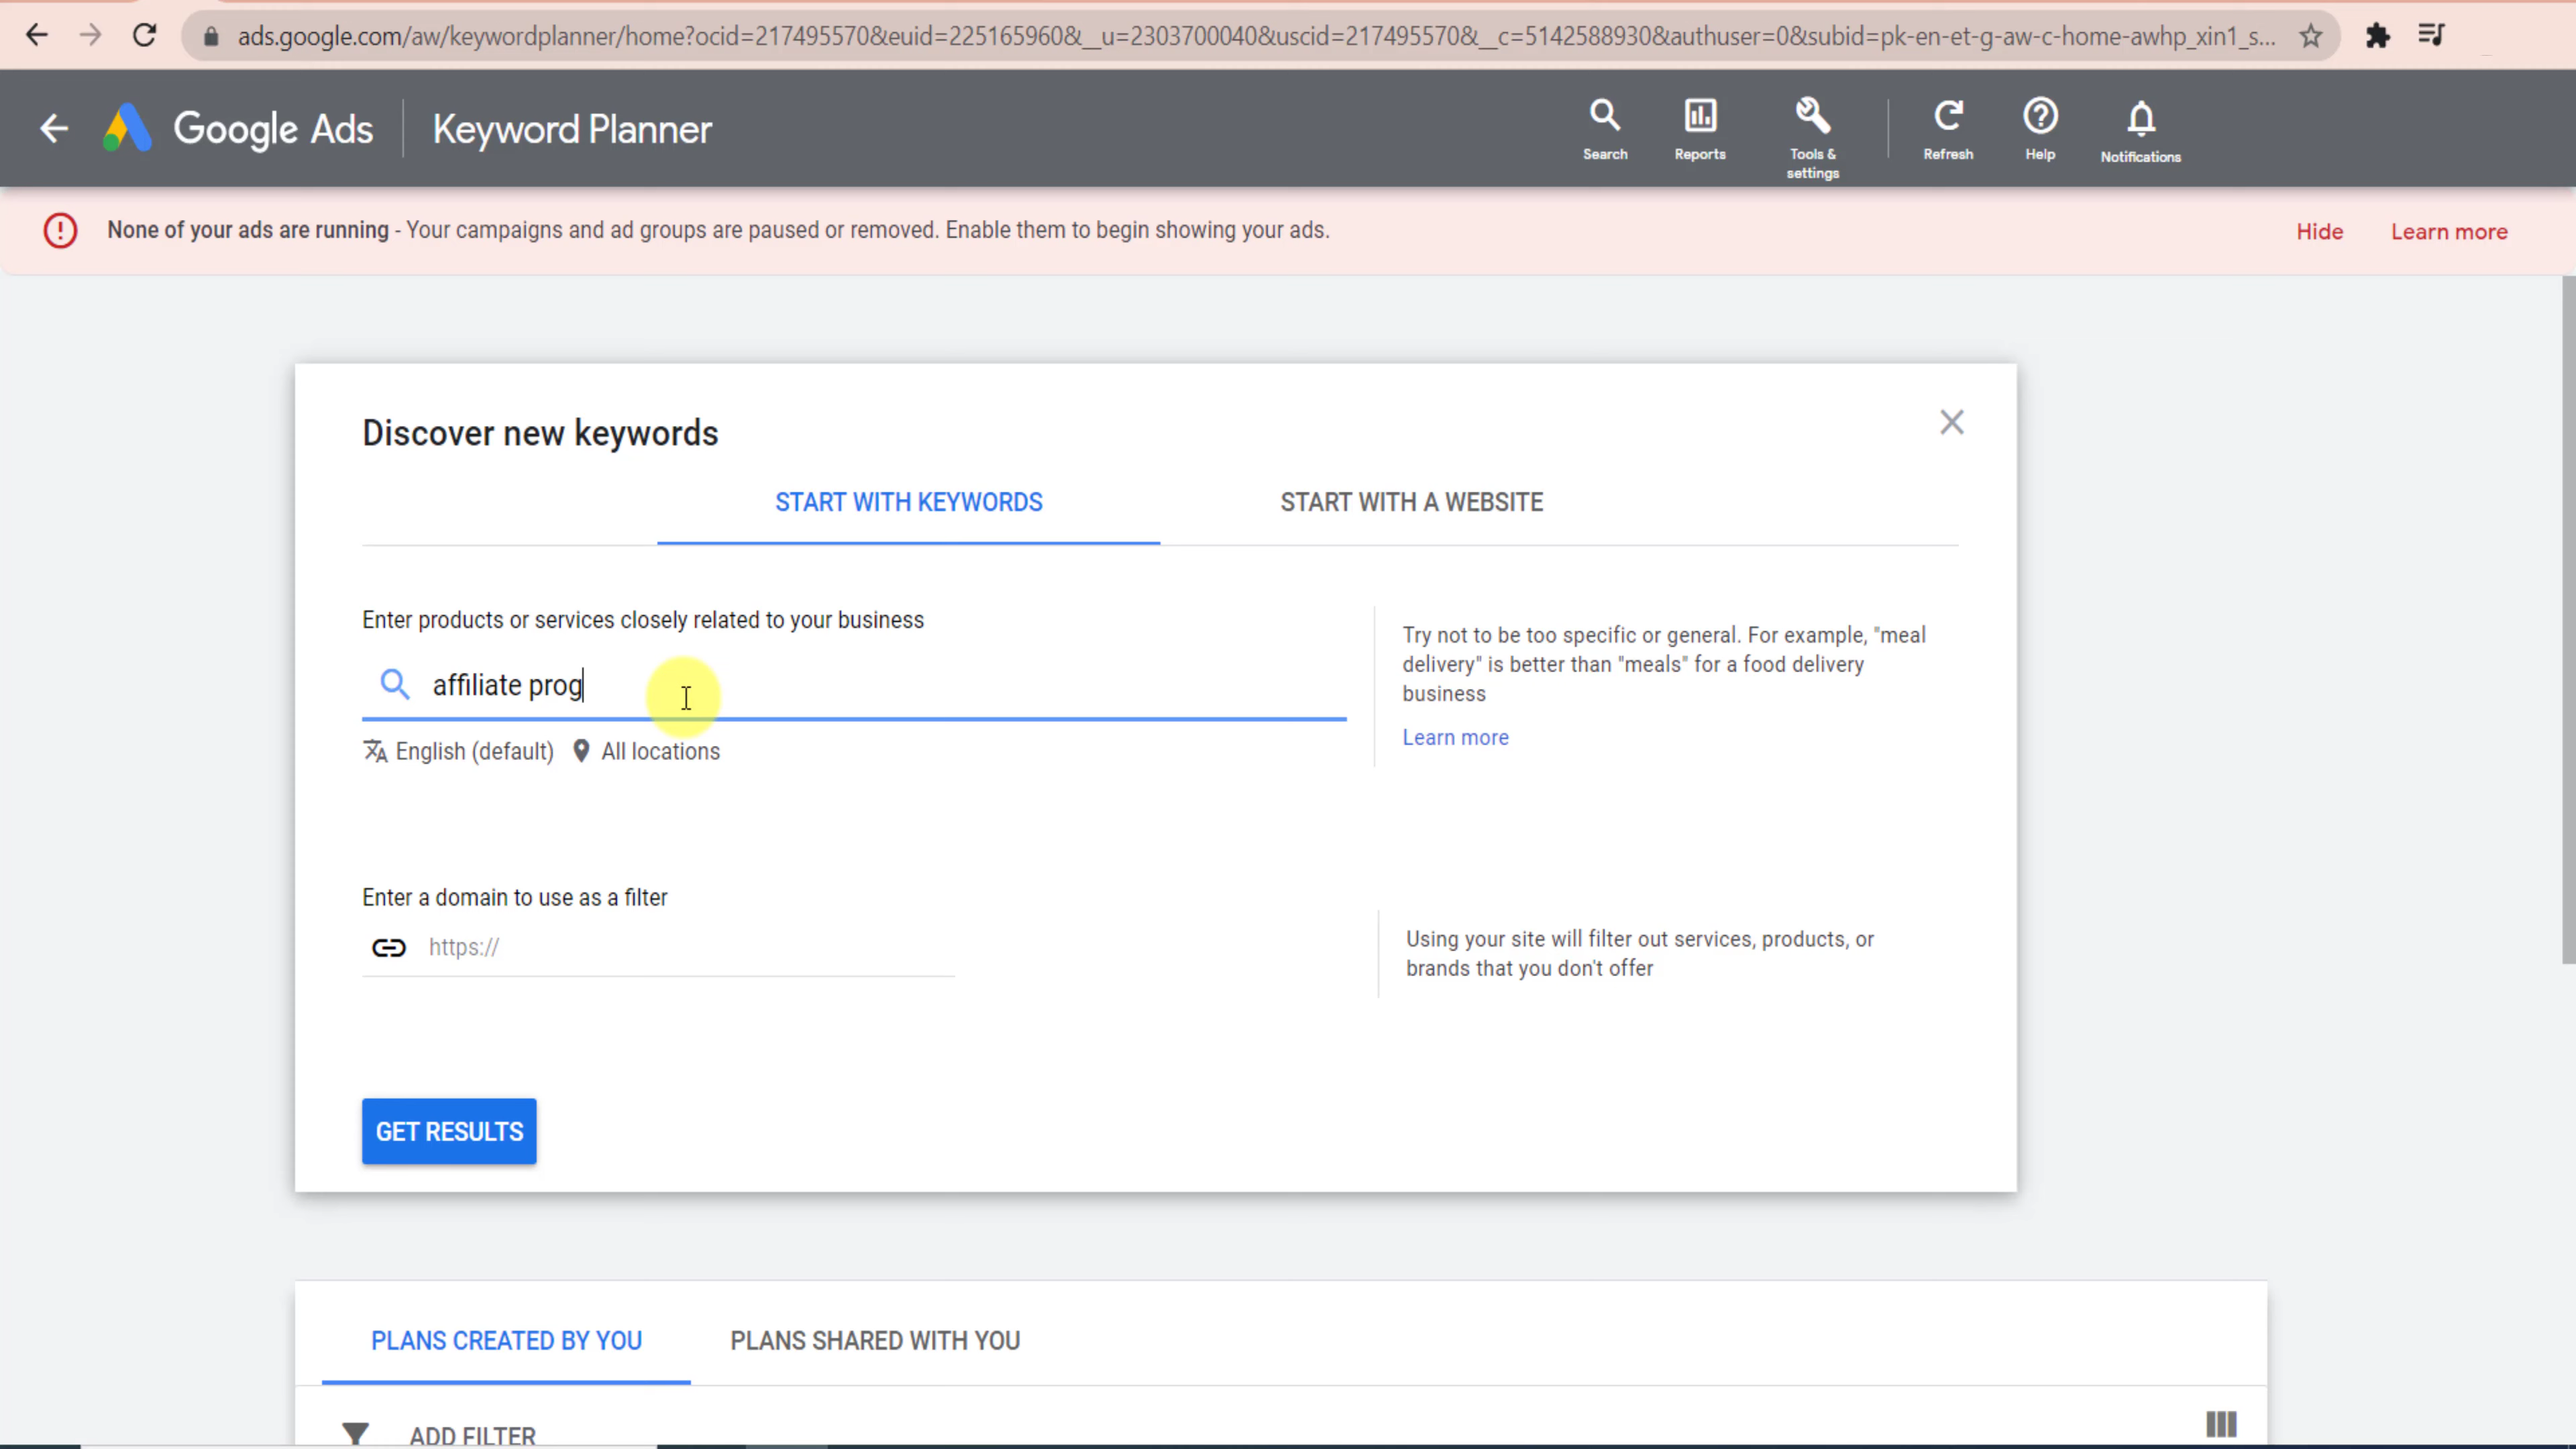 ads.google.com/aw/keywordplanner/home?ocid=217495570&euid=225165960&__u=2303700040&uscid=217495570&__c=5142588930&authuser=0&subid=pk-en-et-g-aw-c-home-awhp_xin1_s...
Google Ads
Keyword Planner
Search
Reports
Tools &
settings
Refresh
Help
Notifications
None of your ads are running - Your campaigns and ad groups are paused or removed. Enable them to begin showing your ads.
Hide
Learn more
Discover new keywords
START WITH KEYWORDS
START WITH A WEBSITE
Enter products or services closely related to your business
affiliate prog
English (default)
All locations
Try not to be too specific or general. For example, "meal
delivery" is better than "meals" for a food delivery
business
Learn more
Enter a domain to use as a filter
https://
Using your site will filter out services, products, or
brands that you don't offer
GET RESULTS
PLANS CREATED BY YOU
PLANS SHARED WITH YOU
ADD FILTER